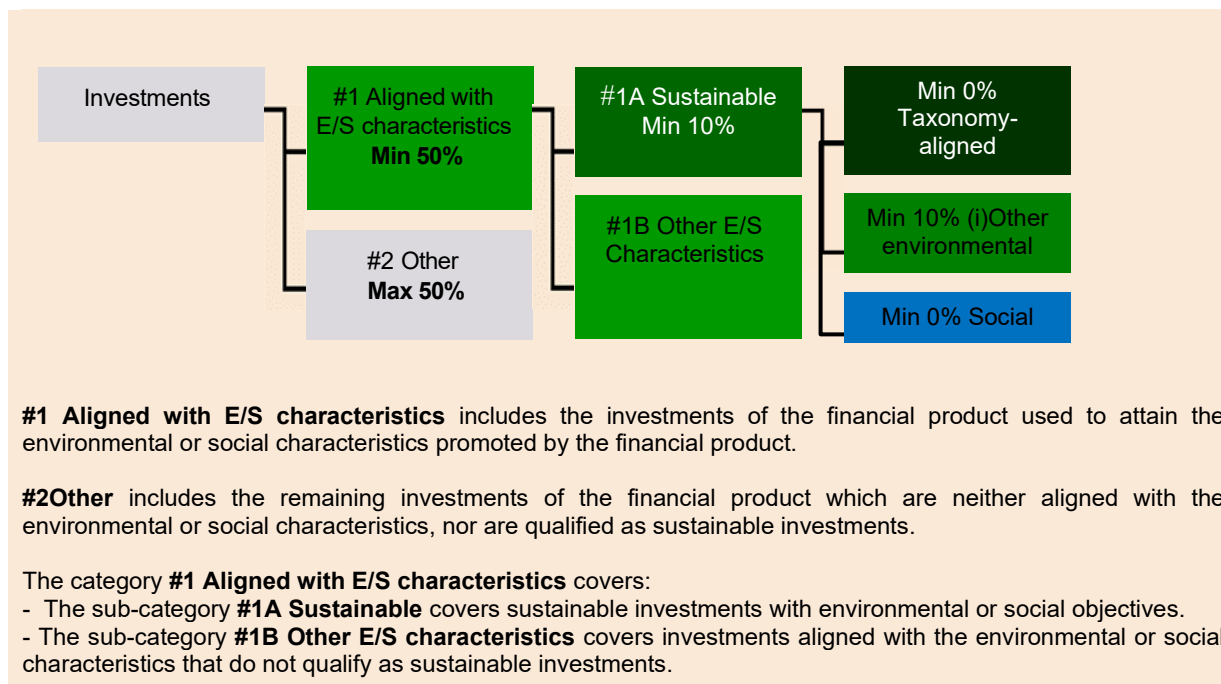 Investments
#1 Aligned with
E/S characteristics
Min 50%
#2 Other
Max 50%
#1A Sustainable
Min 10%
#1B Other E/S
Characteristics
Min 0%
Taxonomy-
aligned
Min 10% (i)Other
environmental
Min 0% Social
#1 Aligned with E/S characteristics includes the investments of the financial product used to attain the
environmental or social characteristics promoted by the financial product.
#2Other includes the remaining investments of the financial product which are neither aligned with the
environmental or social characteristics, nor are qualified as sustainable investments.
The category #1 Aligned with E/S characteristics covers:
- The sub-category #1A Sustainable covers sustainable investments with environmental or social objectives.
- The sub-category #1B Other E/S characteristics covers investments aligned with the environmental or social
characteristics that do not qualify as sustainable investments.